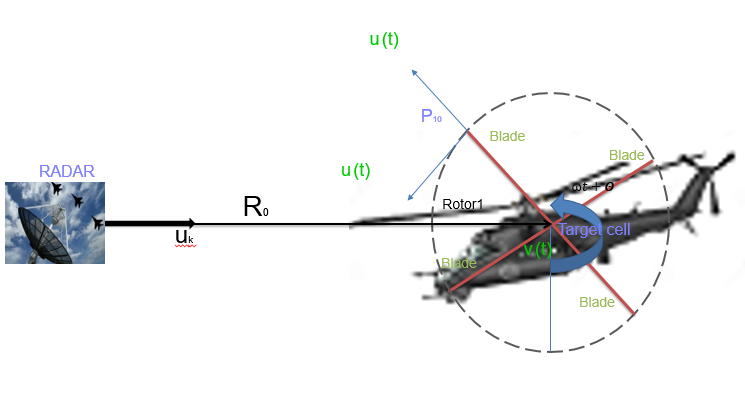 u (t)
P₁₀
Blade
Blade
u (t)
RADAR
ωt + θ
Rotor1
R₀
uₖ
Target cell
v (t)
Blade
Blade